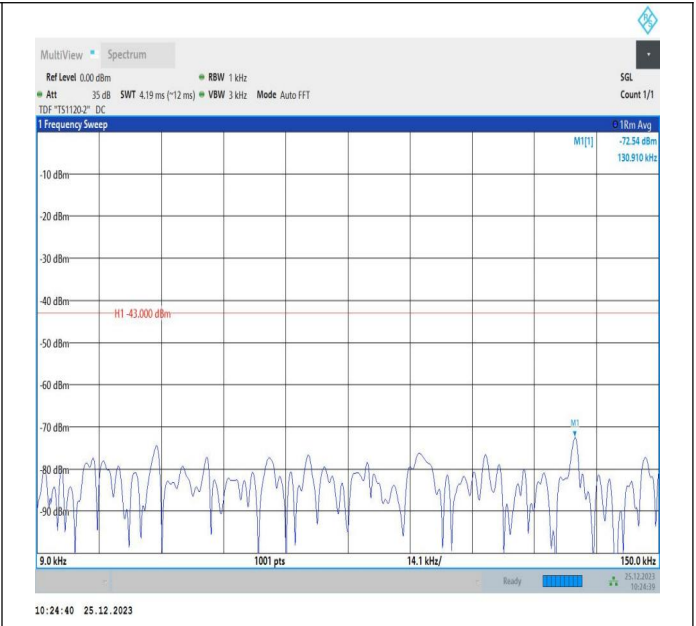 R S
MultiView Spectrum
Ref Level 0.00 dBm RBW 1 kHz SGL
Att 35 dB SWT 4.19 ms (~12 ms) VBW 3 kHz Mode Auto FFT Count 1/1
TDF "TS1120-2" DC
1 Frequency Sweep 1Rm Avg
M1[1] -72.54 dBm
130.910 kHz
-10 dBm
-20 dBm
-30 dBm
-40 dBm
H1 -43.000 dBm
-50 dBm
-60 dBm
-70 dBm
M1
-80 dBm
-90 dBm
9.0 kHz 1001 pts 14.1 kHz/ 150.0 kHz
Ready 25.12.2023
10:24:39
10:24:40 25.12.2023